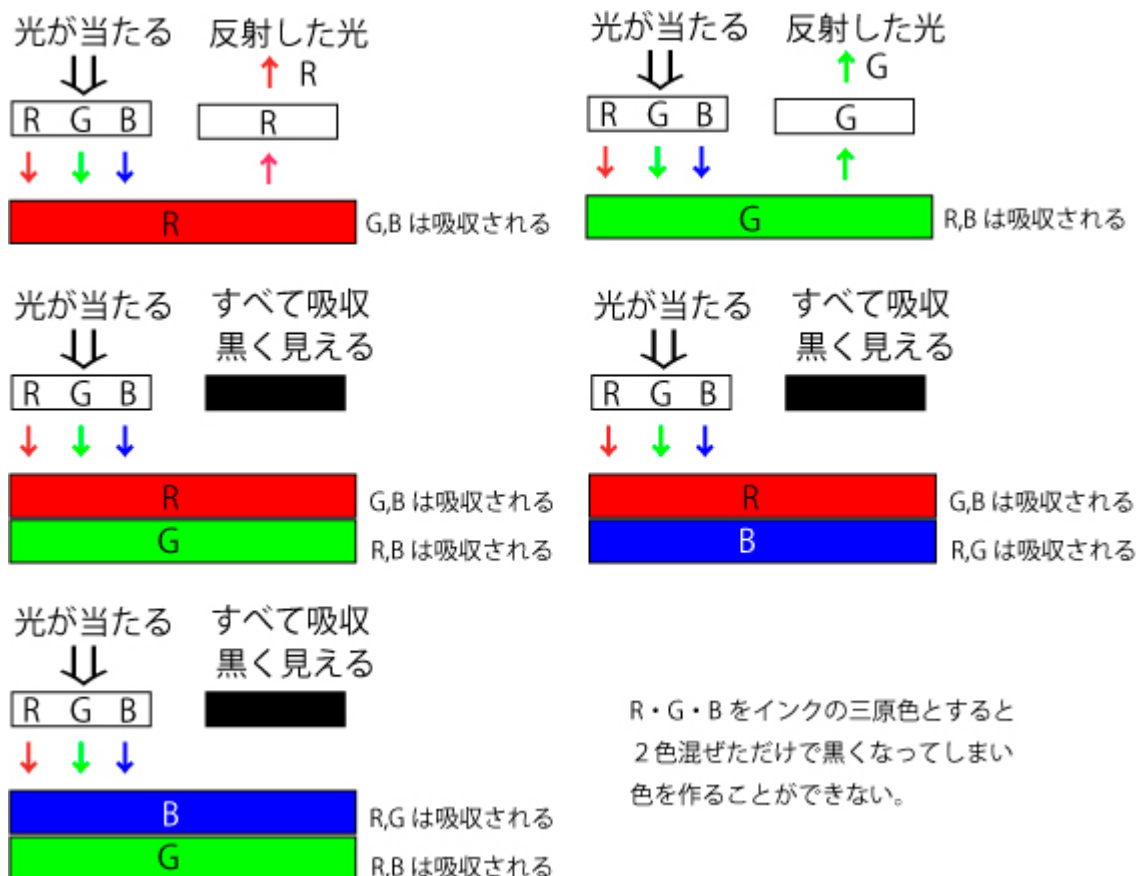 光が当たる 反射した光
R
R G B R
R G,B は吸収される
光が当たる 反射した光
G
R G B G
G R,B は吸収される
光が当たる すべて吸収
黒く見える
R G B
R G,B は吸収される
G R,B は吸収される
光が当たる すべて吸収
黒く見える
R G B
R G,B は吸収される
B R,G は吸収される
光が当たる すべて吸収
黒く見える
R G B
B R,G は吸収される
G R,B は吸収される
R・G・B をインクの三原色とすると
２色混ぜただけで黒くなってしまい
色を作ることができない。